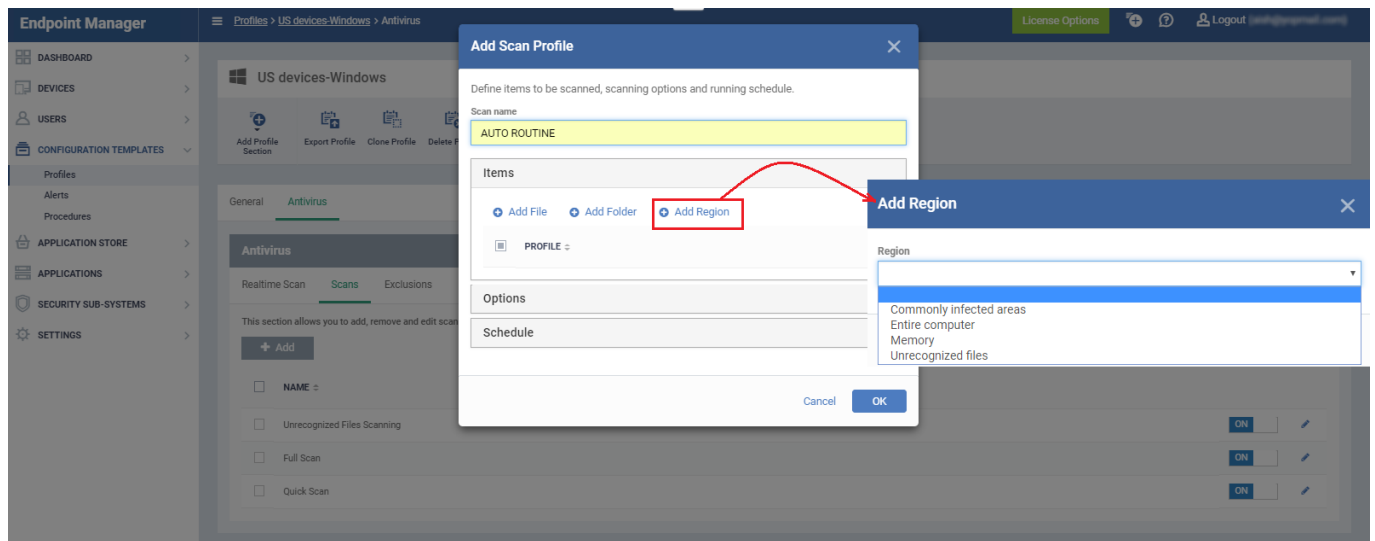 Endpoint Manager
Profiles > US devices-Windows > Antivirus
License Options
Logout
DASHBOARD
DEVICES
USERS
CONFIGURATION TEMPLATES
Profiles
Alerts
Procedures
APPLICATION STORE
APPLICATIONS
SECURITY SUB-SYSTEMS
SETTINGS
US devices-Windows
Add Profile
Section
Export Profile
Clone Profile
Delete
General
Antivirus
Antivirus
Realtime Scan
Scans
Exclusions
This section allows you to add, remove and edit scan
Add
NAME
Unrecognized Files Scanning
ON
Full Scan
ON
Quick Scan
ON
Add Scan Profile
Define items to be scanned, scanning options and running schedule.
Scan name
AUTO ROUTINE
Items
Add File
Add Folder
Add Region
PROFILE
Options
Schedule
Cancel
OK
Add Region
Region
Commonly infected areas
Entire computer
Memory
Unrecognized files